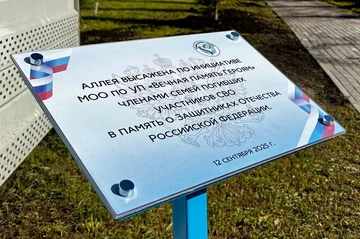 АЛЛЕЯ ВЫСАЖЕНА ПО ИНИЦИАТИВЕ
МОО ПО УЛ «ВЕЧНАЯ ПАМЯТЬ ГЕРОЯМ»
ЧЛЕНАМИ СЕМЕЙ ПОГИБШИХ
УЧАСТНИКОВ СВО
В ПАМЯТЬ О ЗАЩИТНИКАХ ОТЕЧЕСТВА
РОССИЙСКОЙ ФЕДЕРАЦИИ.
12 СЕНТЯБРЯ 2025 Г.